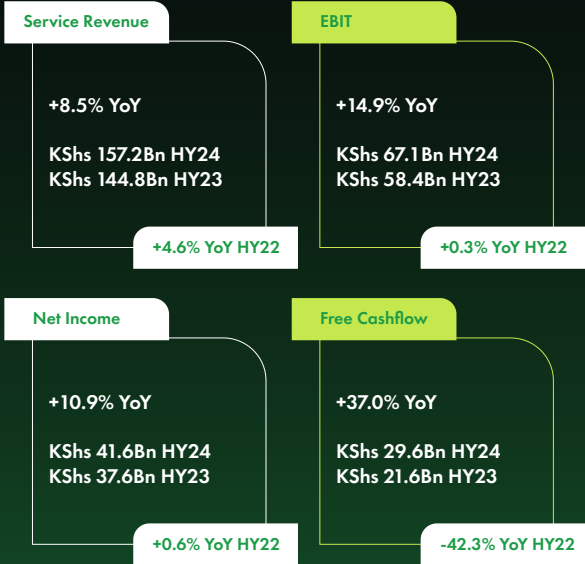 Service Revenue
+8.5% YoY
KShs 157.2Bn HY24
KShs 144.8Bn HY23
+4.6% YoY HY22
EBIT
+14.9% YoY
KShs 67.1Bn HY24
KShs 58.4Bn HY23
+0.3% YoY HY22
Net Income
+10.9% YoY
KShs 41.6Bn HY24
KShs 37.6Bn HY23
+0.6% YoY HY22
Free Cashflow
+37.0% YoY
KShs 29.6Bn HY24
KShs 21.6Bn HY23
-42.3% YoY HY22